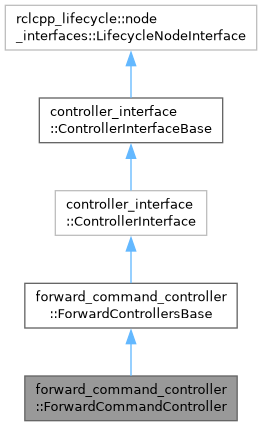 rclcpp_lifecycle::node
_interfaces::LifecycleNodeInterface
controller_interface
::ControllerInterfaceBase
controller_interface
::ControllerInterface
forward_command_controller
::ForwardControllersBase
forward_command_controller
::ForwardCommandController